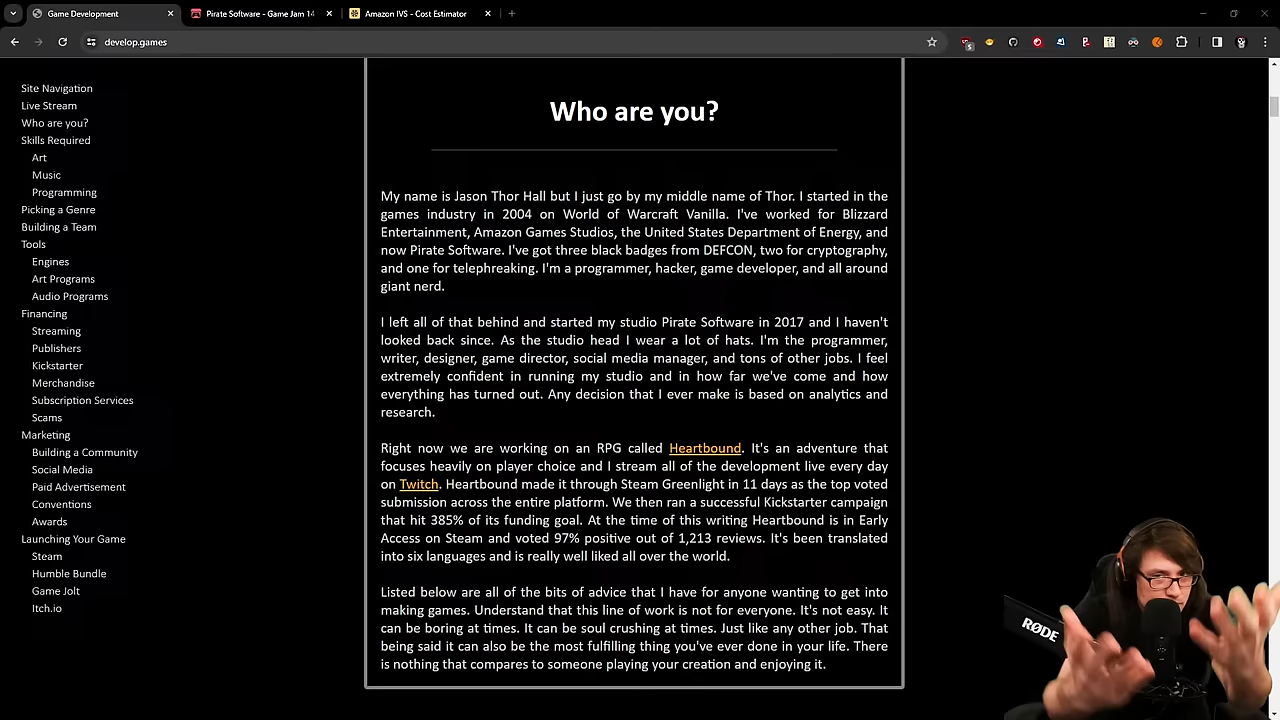 Game Development
Pirate Software - Game Jam 14
Amazon IVS - Cost Estimator
develop.games
Site Navigation
Live Stream
Who are you?
Skills Required
Art
Music
Programming
Picking a Genre
Building a Team
Tools
Engines
Art Programs
Audio Programs
Financing
Streaming
Publishers
Kickstarter
Merchandise
Subscription Services
Scams
Marketing
Building a Community
Social Media
Paid Advertisement
Conventions
Awards
Launching Your Game
Steam
Humble Bundle
Game Jolt
Itch.io
Who are you?
My name is Jason Thor Hall but I just go by my middle name of Thor. I started in the
games industry in 2004 on World of Warcraft Vanilla. I've worked for Blizzard
Entertainment, Amazon Games Studios, the United States Department of Energy, and
now Pirate Software. I've got three black badges from DEFCON, two for cryptography,
and one for telephreaking. I'm a programmer, hacker, game developer, and all around
giant nerd.
I left all of that behind and started my studio Pirate Software in 2017 and I haven't
looked back since. As the studio head I wear a lot of hats. I'm the programmer,
writer, designer, game director, social media manager, and tons of other jobs. I feel
extremely confident in running my studio and in how far we've come and how
everything has turned out. Any decision that I ever make is based on analytics and
research.
Right now we are working on an RPG called Heartbound. It's an adventure that
focuses heavily on player choice and I stream all of the development live every day
on Twitch. Heartbound made it through Steam Greenlight in 11 days as the top voted
submission across the entire platform. We then ran a successful Kickstarter campaign
that hit 385% of its funding goal. At the time of this writing Heartbound is in Early
Access on Steam and voted 97% positive out of 1,213 reviews. It's been translated
into six languages and is really well liked all over the world.
Listed below are all of the bits of advice that I have for anyone wanting to get into
making games. Understand that this line of work is not for everyone. It's not easy. It
can be boring at times. It can be soul crushing at times. Just like any other job. That
being said it can also be the most fulfilling thing you've ever done in your life. There
is nothing that compares to someone playing your creation and enjoying it.
RØDE